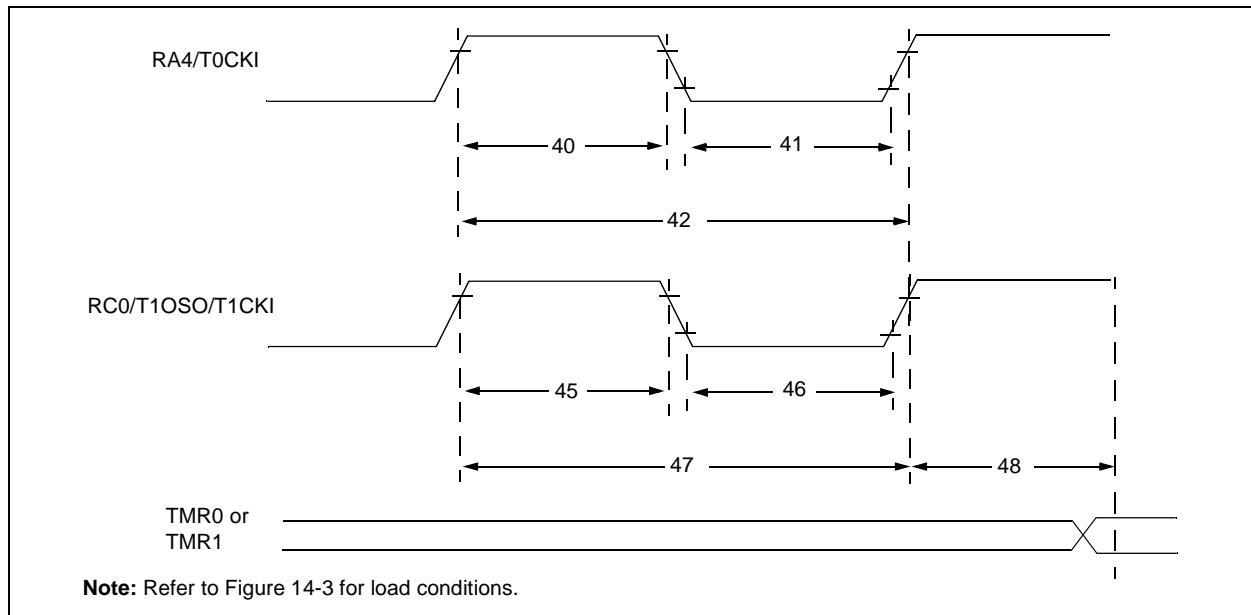 RA4/T0CKI
40
41
42
RC0/T1OSO/T1CKI
45
46
47
48
TMR0 or
TMR1
Note: Refer to Figure 14-3 for load conditions.